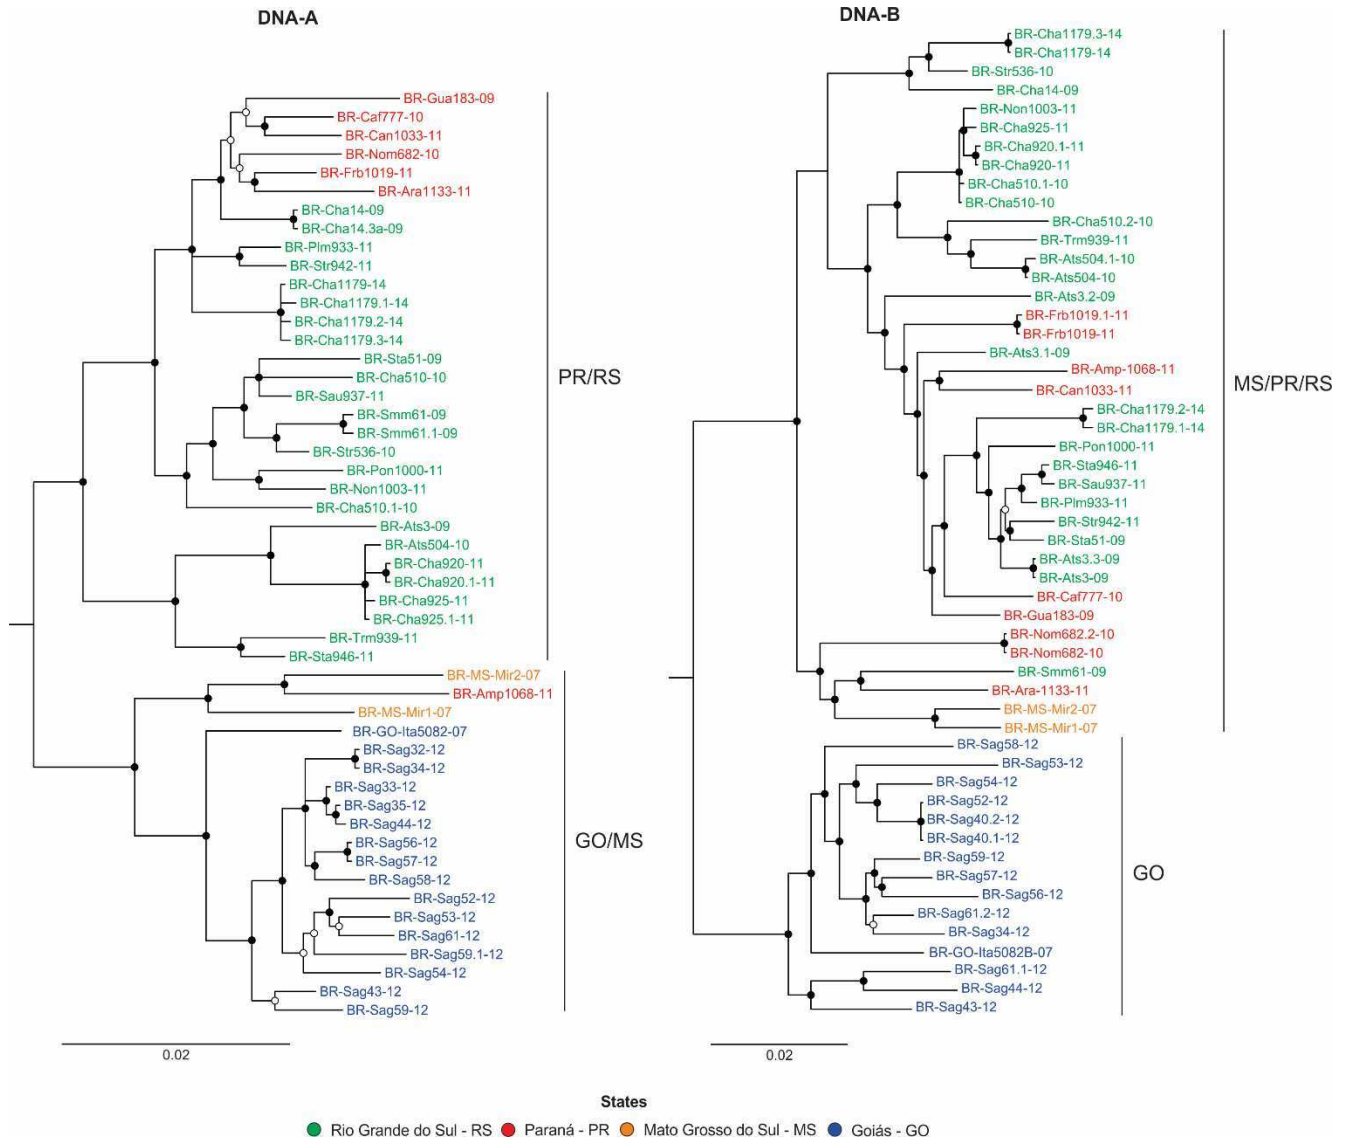 DNA-A
BR-Gua183-09
BR-Caf777-10
BR-Can1033-11
BR-Nom682-10
BR-Frb1019-11
BR-Ara1133-11
BR-Cha14-09
BR-Cha14.3a-09
BR-Plm933-11
BR-Str942-11
BR-Cha1179-14
BR-Cha1179.1-14
BR-Cha1179.2-14
BR-Cha1179.3-14
BR-Sta51-09
BR-Cha510-10
BR-Sau937-11
BR-Smm61-09
BR-Smm61.1-09
BR-Str536-10
BR-Pon1000-11
BR-Non1003-11
BR-Cha510.1-10
BR-Ats3-09
BR-Ats504-10
BR-Cha920-11
BR-Cha920.1-11
BR-Cha925-11
BR-Cha925.1-11
BR-Trm939-11
BR-Sta946-11
PR/RS
BR-MS-Mir2-07
BR-Amp1068-11
BR-MS-Mir1-07
BR-GO-Ita5082-07
BR-Sag32-12
BR-Sag34-12
BR-Sag33-12
BR-Sag35-12
BR-Sag44-12
BR-Sag56-12
BR-Sag57-12
BR-Sag58-12
BR-Sag52-12
BR-Sag53-12
BR-Sag61-12
BR-Sag59.1-12
BR-Sag54-12
BR-Sag43-12
BR-Sag59-12
GO/MS
0.02
DNA-B
BR-Cha1179.3-14
BR-Cha1179-14
BR-Str536-10
BR-Cha14-09
BR-Non1003-11
BR-Cha925-11
BR-Cha920.1-11
BR-Cha920-11
BR-Cha510.1-10
BR-Cha510-10
BR-Cha510.2-10
BR-Trm939-11
BR-Ats504.1-10
BR-Ats504-10
BR-Ats3.2-09
BR-Frb1019.1-11
BR-Frb1019-11
BR-Ats3.1-09
BR-Amp-1068-11
BR-Can1033-11
BR-Cha1179.2-14
BR-Cha1179.1-14
BR-Pon1000-11
BR-Sta946-11
BR-Sau937-11
BR-Plm933-11
BR-Str942-11
BR-Sta51-09
BR-Ats3.3-09
BR-Ats3-09
BR-Caf777-10
BR-Gua183-09
BR-Nom682.2-10
BR-Nom682-10
BR-Smm61-09
BR-Ara-1133-11
BR-MS-Mir2-07
BR-MS-Mir1-07
MS/PR/RS
BR-Sag58-12
BR-Sag53-12
BR-Sag54-12
BR-Sag52-12
BR-Sag40.2-12
BR-Sag40.1-12
BR-Sag59-12
BR-Sag57-12
BR-Sag56-12
BR-Sag61.2-12
BR-Sag34-12
BR-GO-Ita5082B-07
BR-Sag61.1-12
BR-Sag44-12
BR-Sag43-12
GO
0.02
States
Rio Grande do Sul - RS Paraná - PR Mato Grosso do Sul - MS Goiás - GO